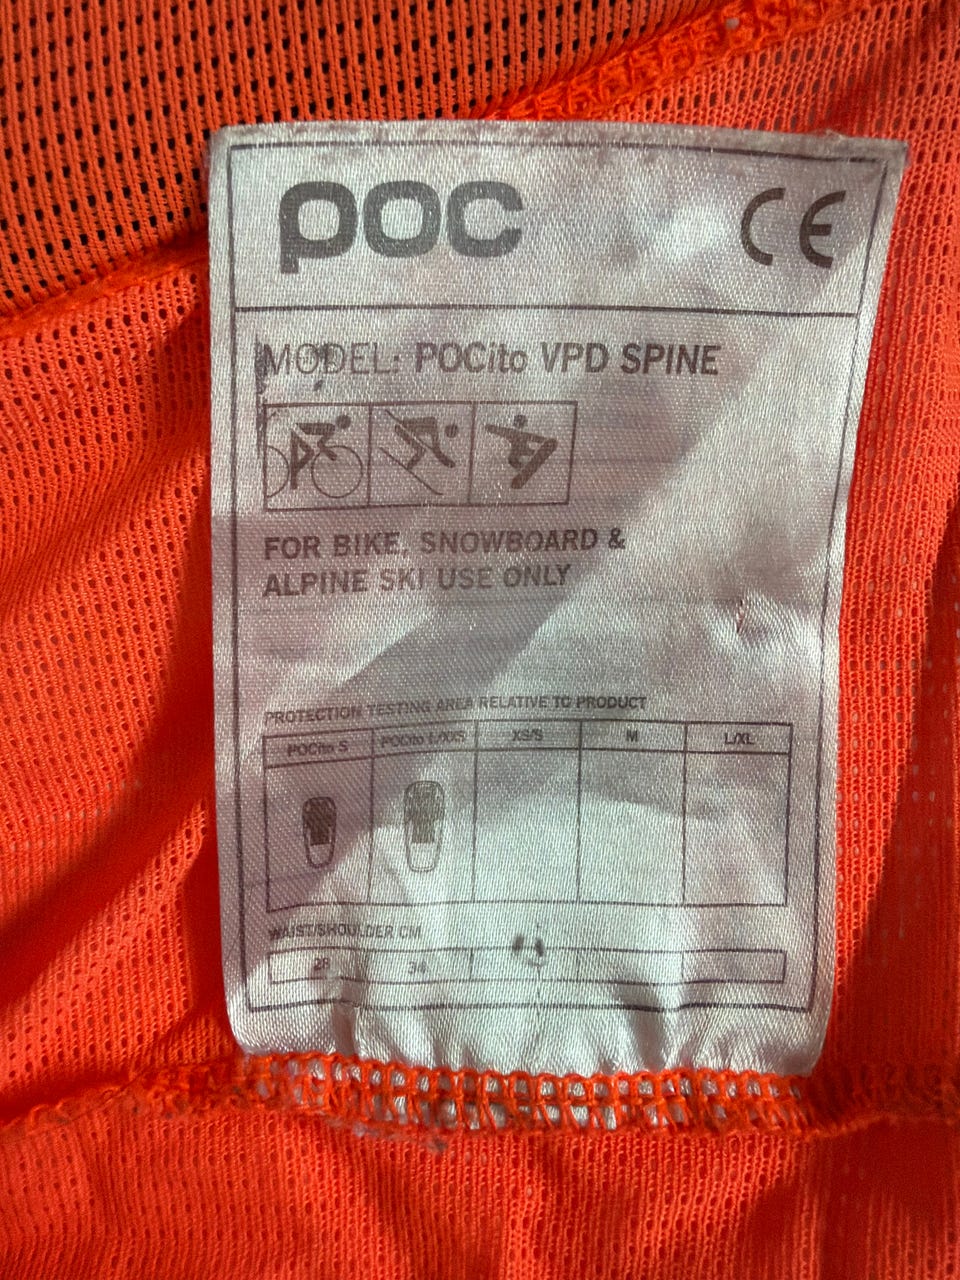 POC CE
MODEL: POCito VPD SPINE
FOR BIKE, SNOWBOARD &
ALPINE SKI USE ONLY
PROTECTION TESTING AREA RELATIVE TO PRODUCT
POCito S POCito L/XXS XS/S M L/XL
WAIST/SHOULDER CM
28 34